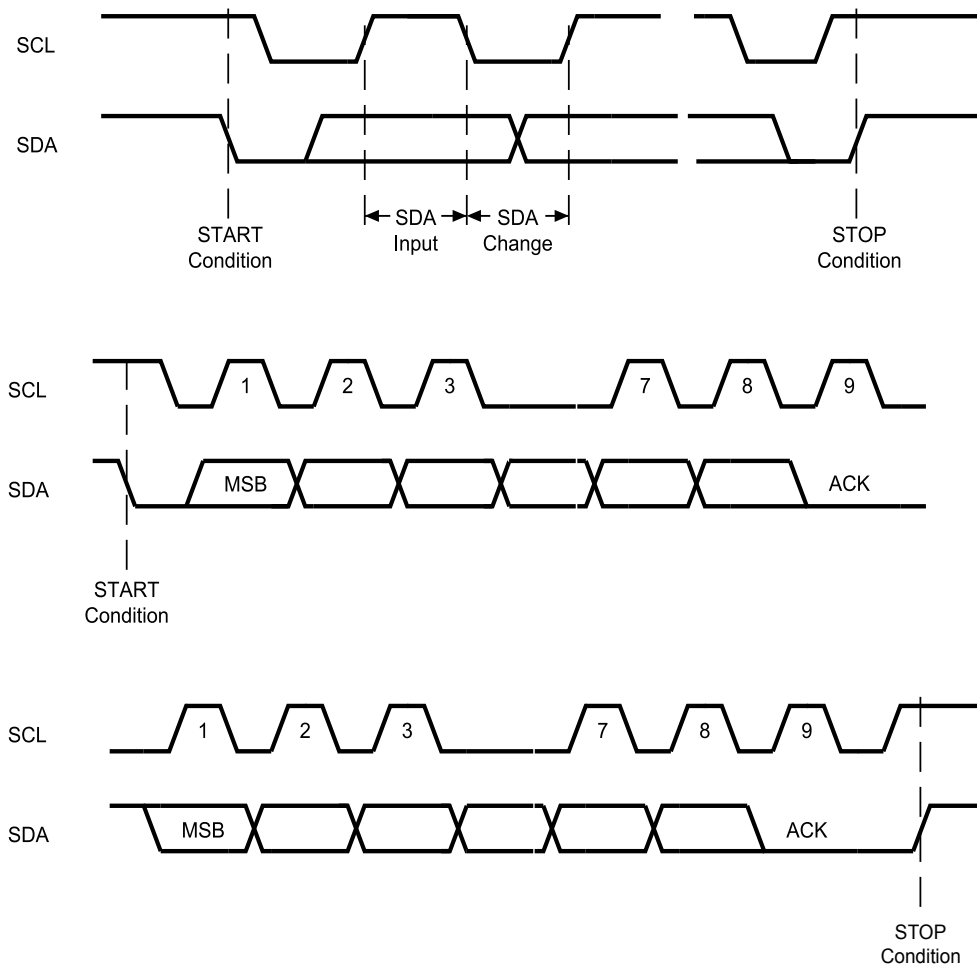 SCL
SDA
SDA
Input
SDA
Change
START
Condition
STOP
Condition
SCL
1 2 3 7 8 9
SDA
MSB ACK
START
Condition
SCL
1 2 3 7 8 9
SDA
MSB ACK
STOP
Condition